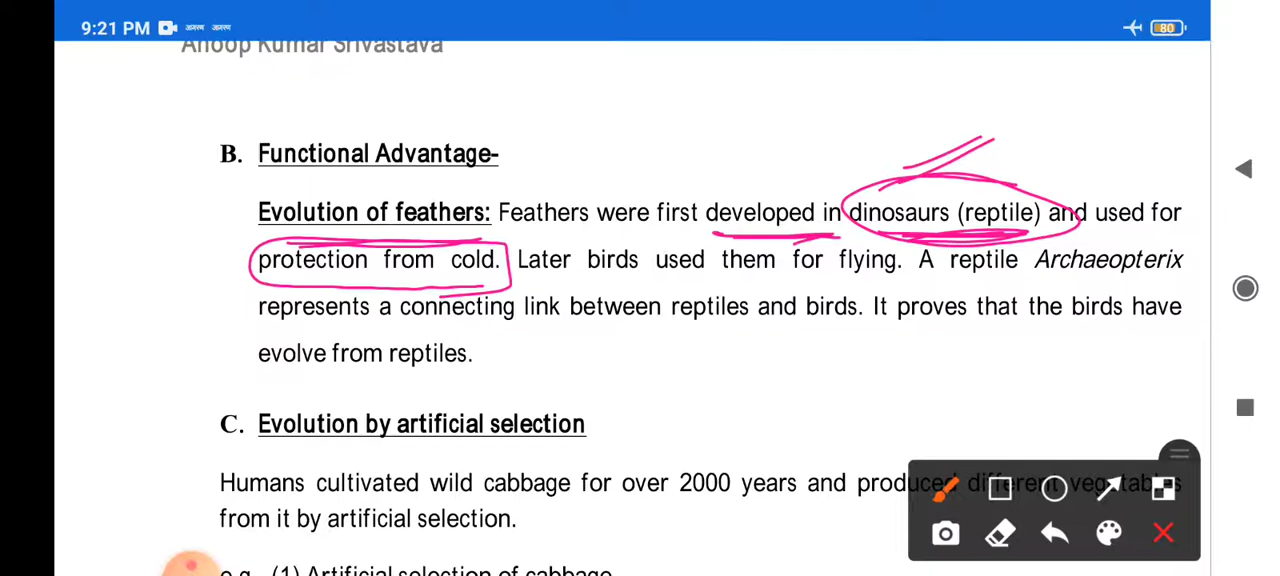 9:21 PM जागरण जागरण 80
Anoop Kumar Srivastava
B. Functional Advantage-
Evolution of feathers: Feathers were first developed in dinosaurs (reptile) and used for
protection from cold. Later birds used them for flying. A reptile Archaeopterix
represents a connecting link between reptiles and birds. It proves that the birds have
evolve from reptiles.
C. Evolution by artificial selection
Humans cultivated wild cabbage for over 2000 years and produced different vegetables
from it by artificial selection.
e.g. (1) Artificial selection of cabbage